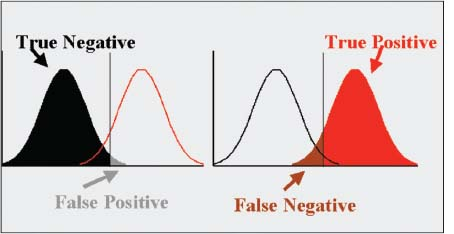 True Negative
True Positive
False Positive
False Negative